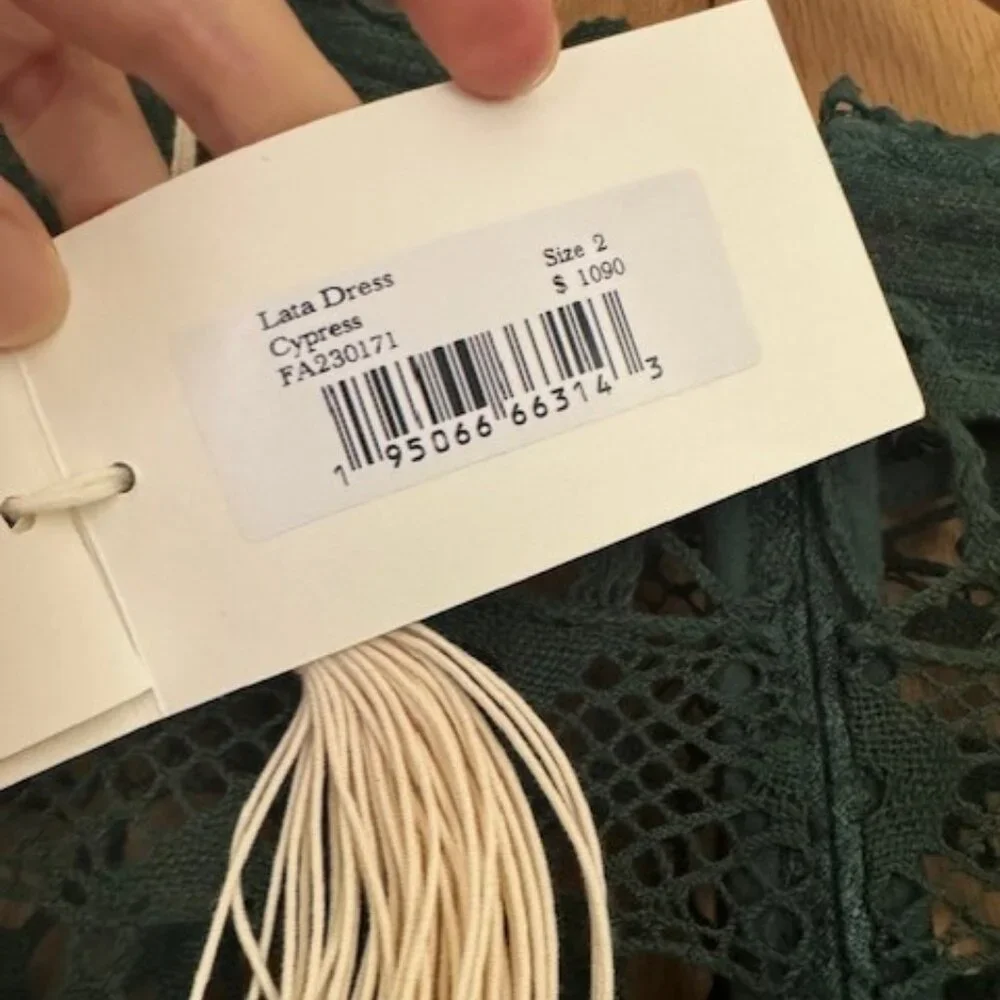 Lata Dress
Cypress
FA230171
Size 2
$ 1090
1 95066 66314 3